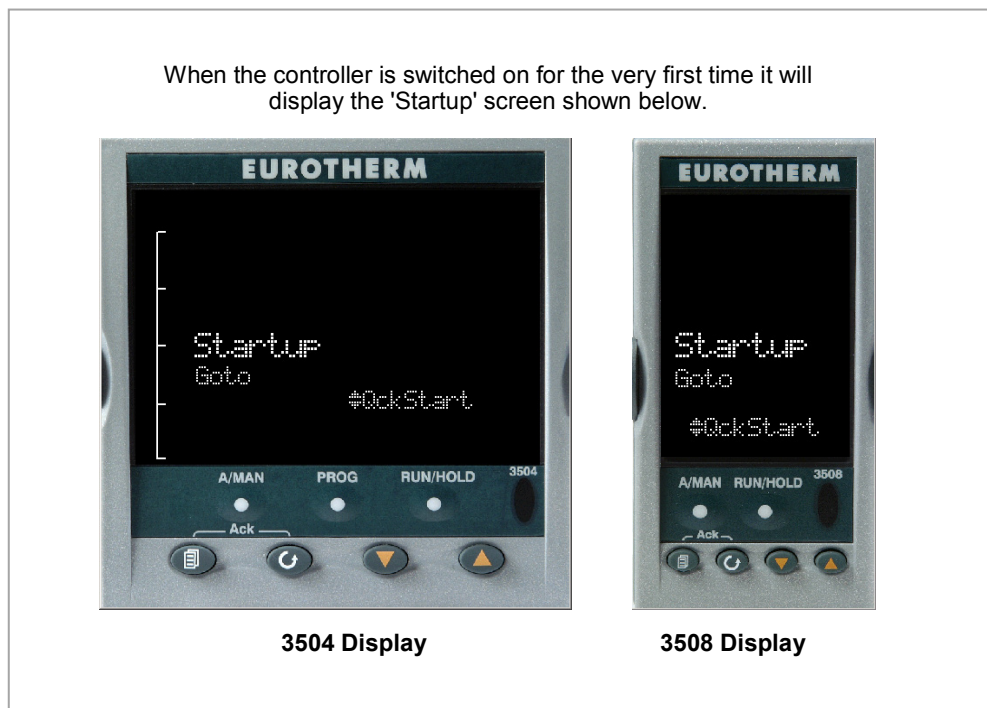 When the controller is switched on for the very first time it will
display the 'Startup' screen shown below.
EUROTHERM
Startup
Goto
QckStart
A/MAN PROG RUN/HOLD 3504
Ack
3504 Display
EUROTHERM
Startup
Goto
QckStart
A/MAN RUN/HOLD 3508
Ack
3508 Display